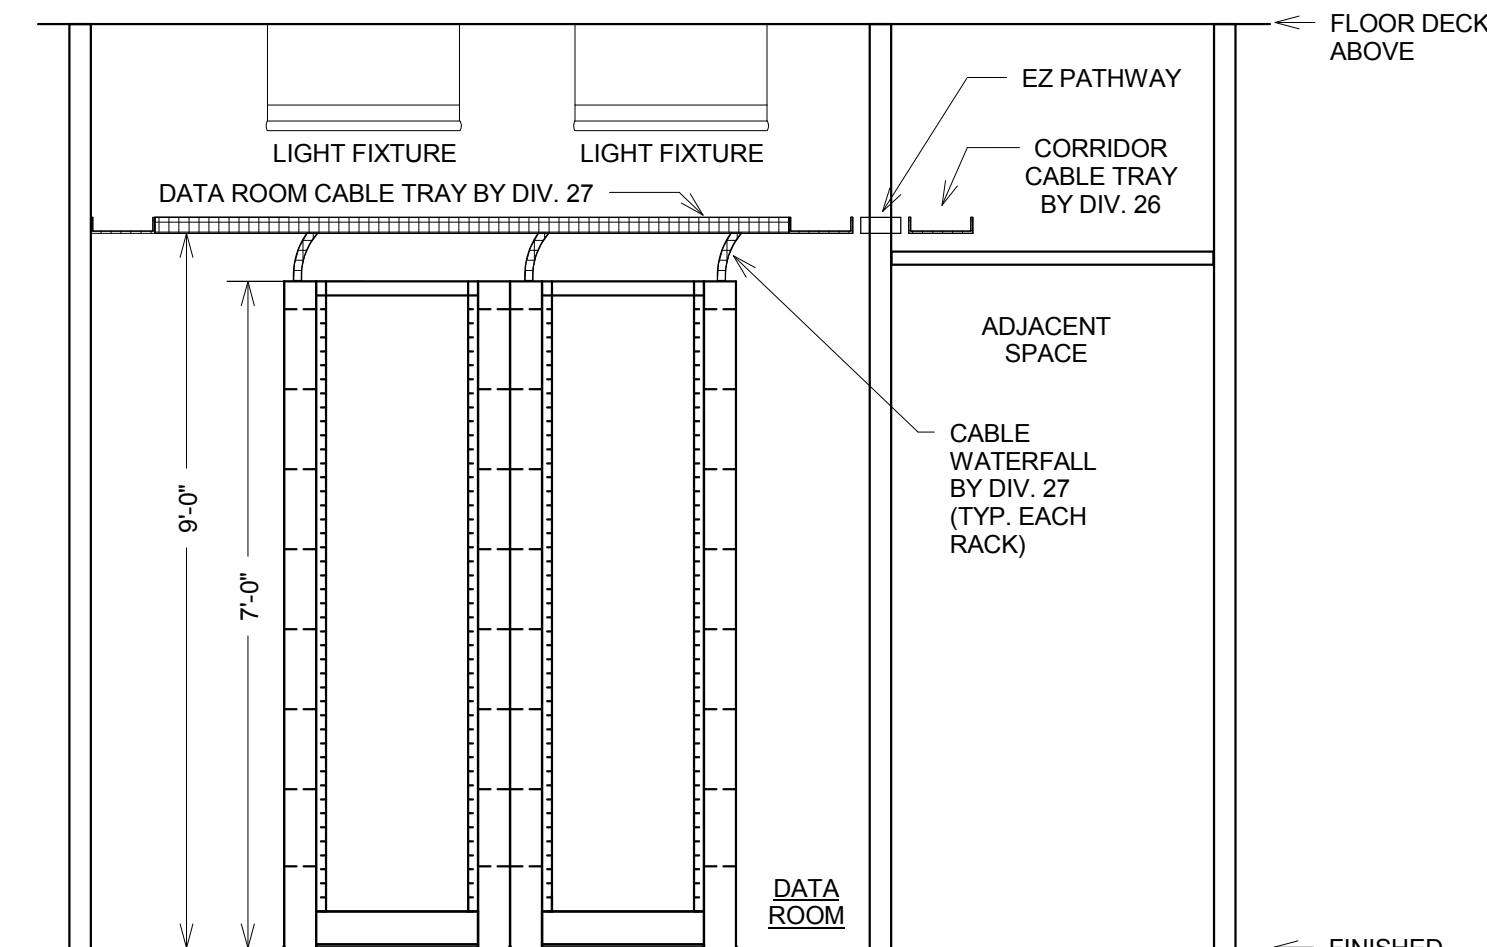 FLOOR DECK
ABOVE
EZ PATHWAY
CORRIDOR
CABLE TRAY
BY DIV. 26
LIGHT FIXTURE
LIGHT FIXTURE
DATA ROOM CABLE TRAY BY DIV. 27
ADJACENT
SPACE
CABLE
WATERFALL
BY DIV. 27
(TYP. EACH
RACK)
9'-0"
7'-0"
DATA
ROOM
FINISHED